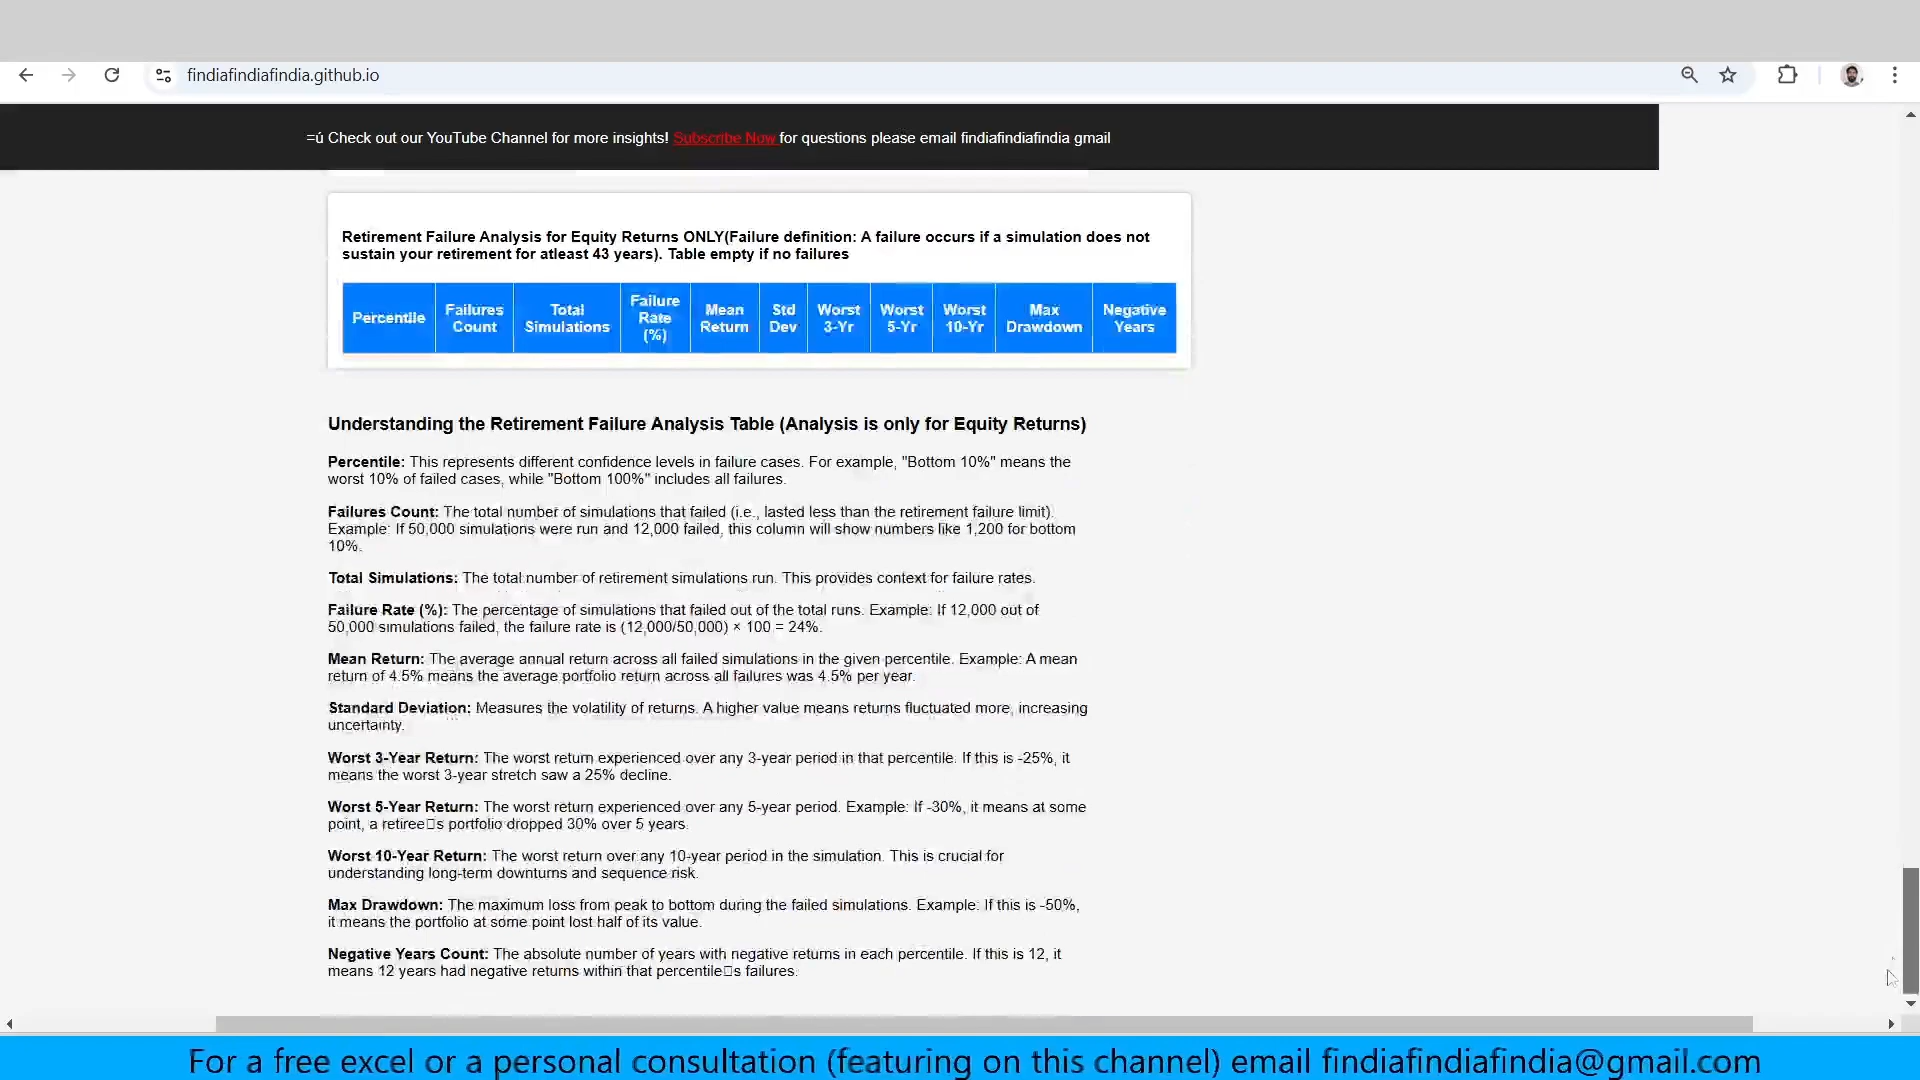 findiafindiafindia.github.io
=ú Check out our YouTube Channel for more insights! Subscribe Now for questions please email findiafindiafindia gmail
Retirement Failure Analysis for Equity Returns ONLY(Failure definition: A failure occurs if a simulation does not
sustain your retirement for atleast 43 years). Table empty if no failures
Percentile Failures Count Total Simulations Failure Rate (%) Mean Return Std Dev Worst 3-Yr Worst 5-Yr Worst 10-Yr Max Drawdown Negative Years
Understanding the Retirement Failure Analysis Table (Analysis is only for Equity Returns)
Percentile: This represents different confidence levels in failure cases. For example, "Bottom 10%" means the
worst 10% of failed cases, while "Bottom 100%" includes all failures.
Failures Count: The total number of simulations that failed (i.e., lasted less than the retirement failure limit).
Example: If 50,000 simulations were run and 12,000 failed, this column will show numbers like 1,200 for bottom
10%.
Total Simulations: The total number of retirement simulations run. This provides context for failure rates.
Failure Rate (%): The percentage of simulations that failed out of the total runs. Example: If 12,000 out of
50,000 simulations failed, the failure rate is (12,000/50,000) × 100 = 24%.
Mean Return: The average annual return across all failed simulations in the given percentile. Example: A mean
return of 4.5% means the average portfolio return across all failures was 4.5% per year.
Standard Deviation: Measures the volatility of returns. A higher value means returns fluctuated more, increasing
uncertainty.
Worst 3-Year Return: The worst return experienced over any 3-year period in that percentile. If this is -25%, it
means the worst 3-year stretch saw a 25% decline.
Worst 5-Year Return: The worst return experienced over any 5-year period. Example: If -30%, it means at some
point, a retiree□s portfolio dropped 30% over 5 years.
Worst 10-Year Return: The worst return over any 10-year period in the simulation. This is crucial for
understanding long-term downturns and sequence risk.
Max Drawdown: The maximum loss from peak to bottom during the failed simulations. Example: If this is -50%,
it means the portfolio at some point lost half of its value.
Negative Years Count: The absolute number of years with negative returns in each percentile. If this is 12, it
means 12 years had negative returns within that percentile□s failures.
For a free excel or a personal consultation (featuring on this channel) email findiafindiafindia@gmail.com